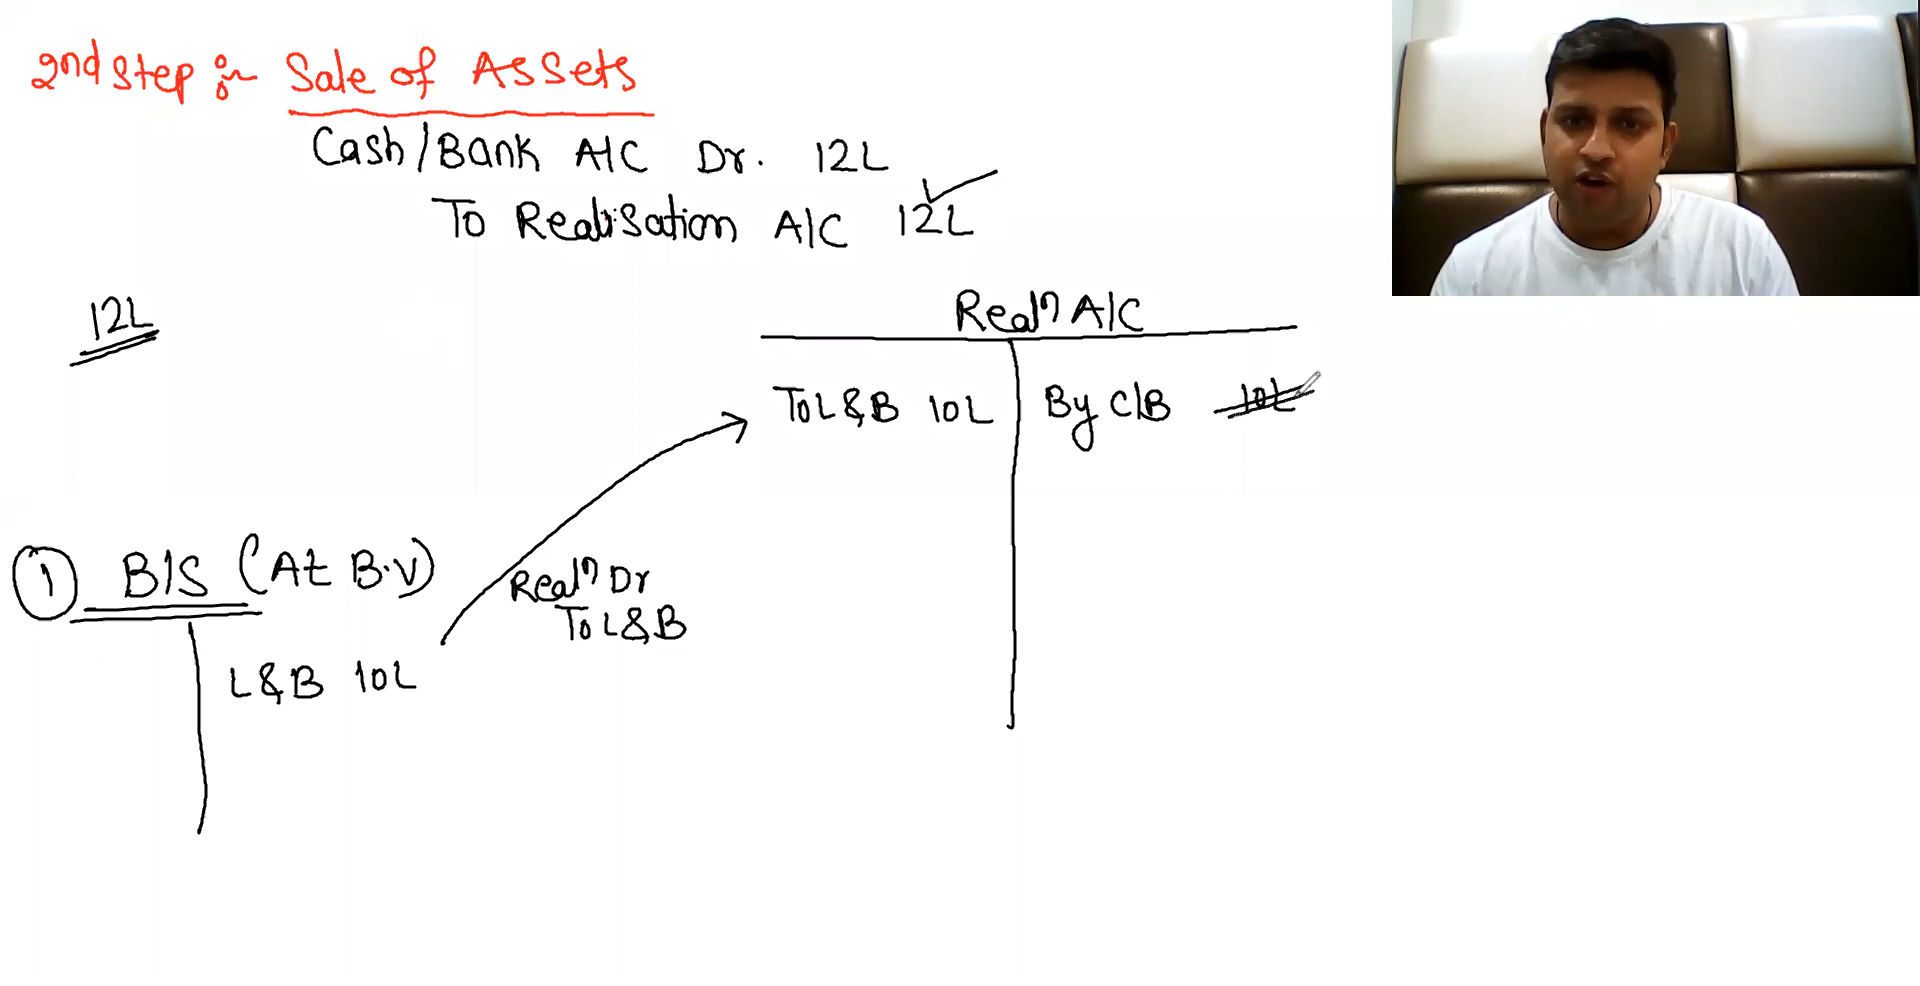 2nd Step :- Sale of Assets
Cash/Bank A/C Dr. 12L
To Realisation A/C 12L
12L
Realⁿ A/C
To L&B 10L By C/B 10L
① B/S (At B.V)
Realⁿ Dr
To L&B
L&B 10L